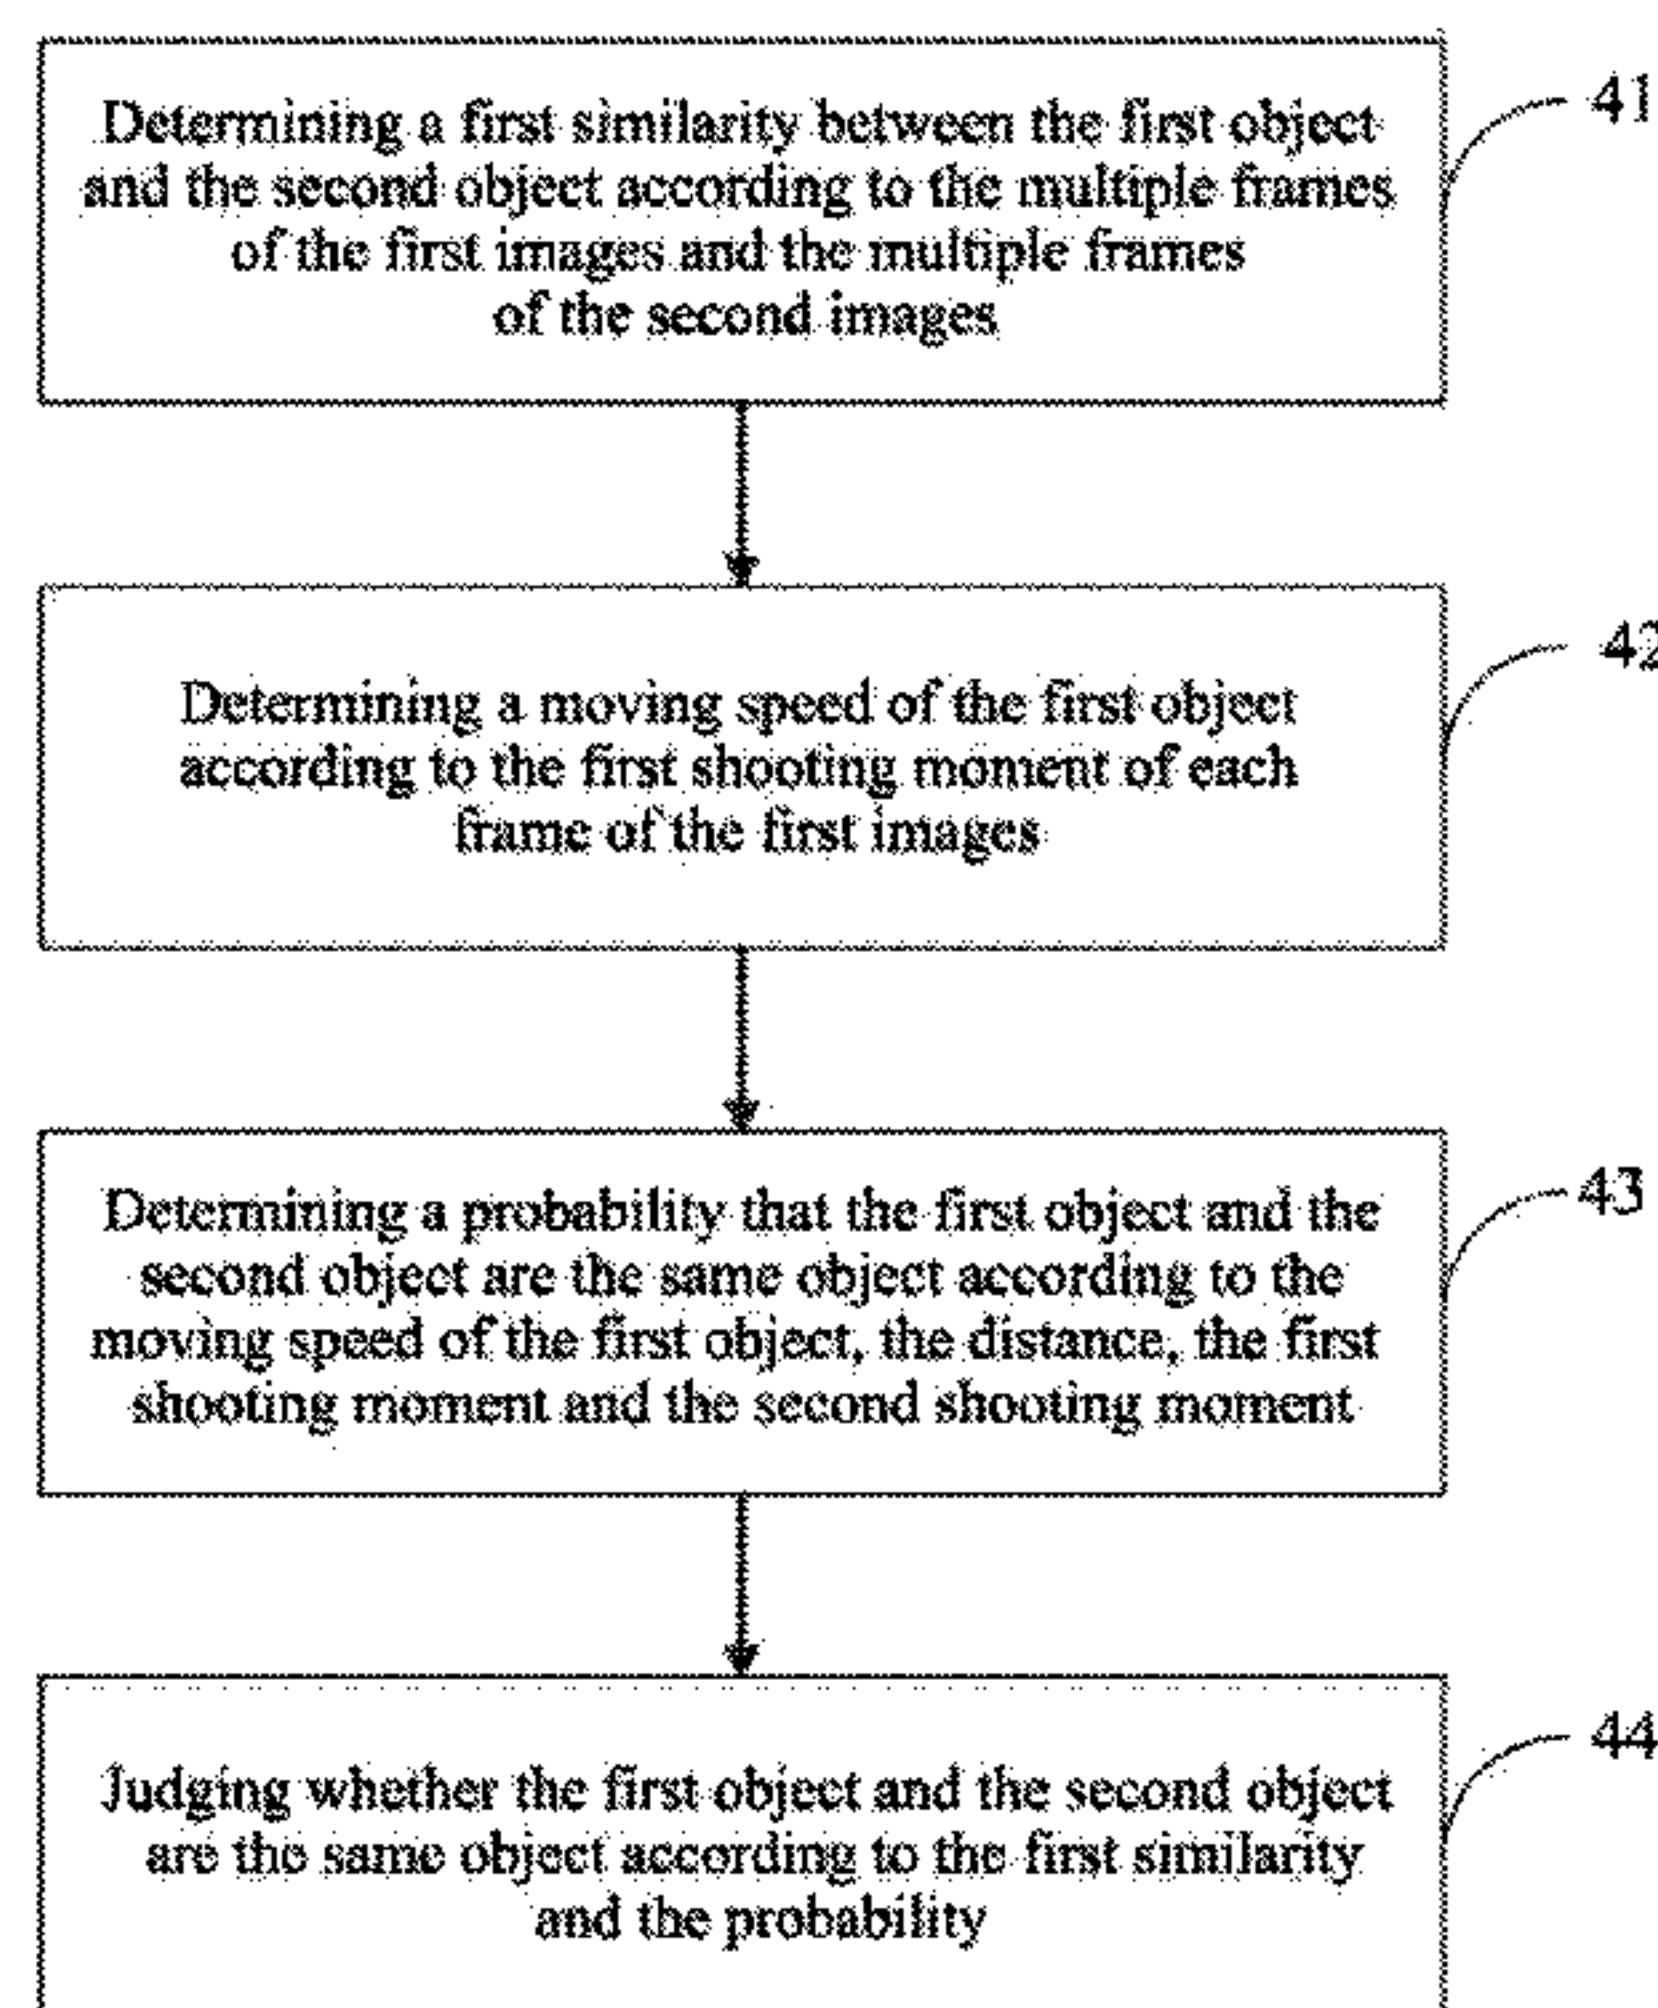 Determining a first similarity between the first object
and the second object according to the multiple frames
of the first images and the multiple frames
of the second images
41
Determining a moving speed of the first object
according to the first shooting moment of each
frame of the first images
42
Determining a probability that the first object and the
second object are the same object according to the
moving speed of the first object, the distance, the first
shooting moment and the second shooting moment
43
Judging whether the first object and the second object
are the same object according to the first similarity
and the probability
44